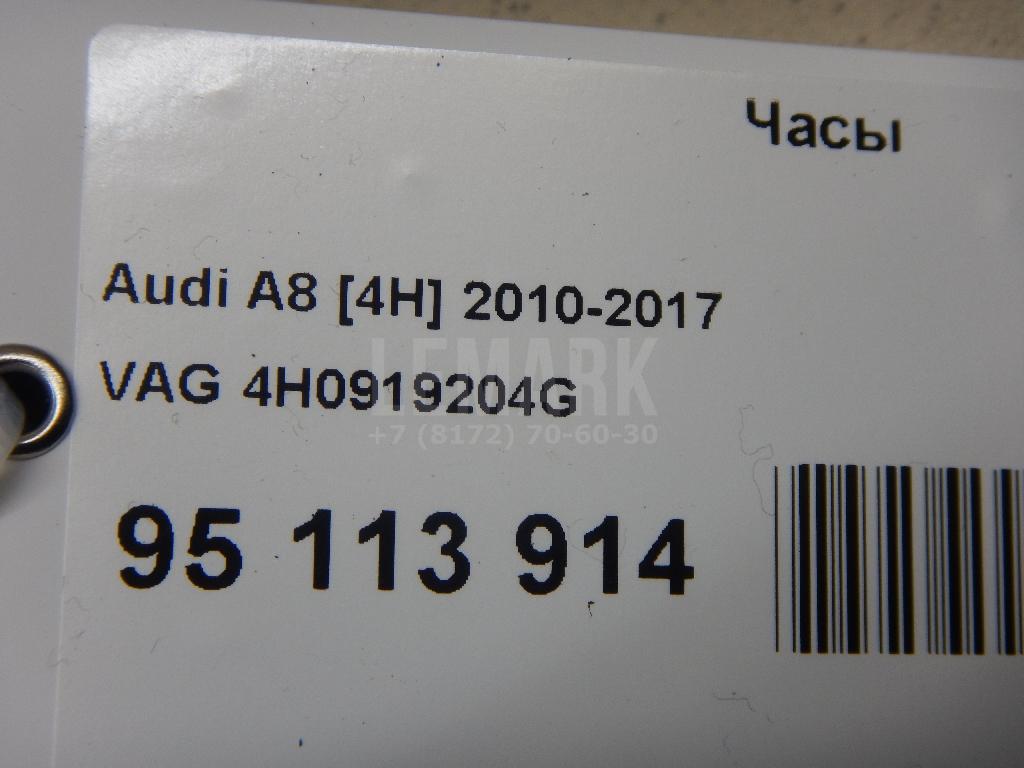 Часы
Audi A8 [4H] 2010-2017
VAG 4H0919204G
LEMARK
+7 (8172) 70-60-30
95 113 914